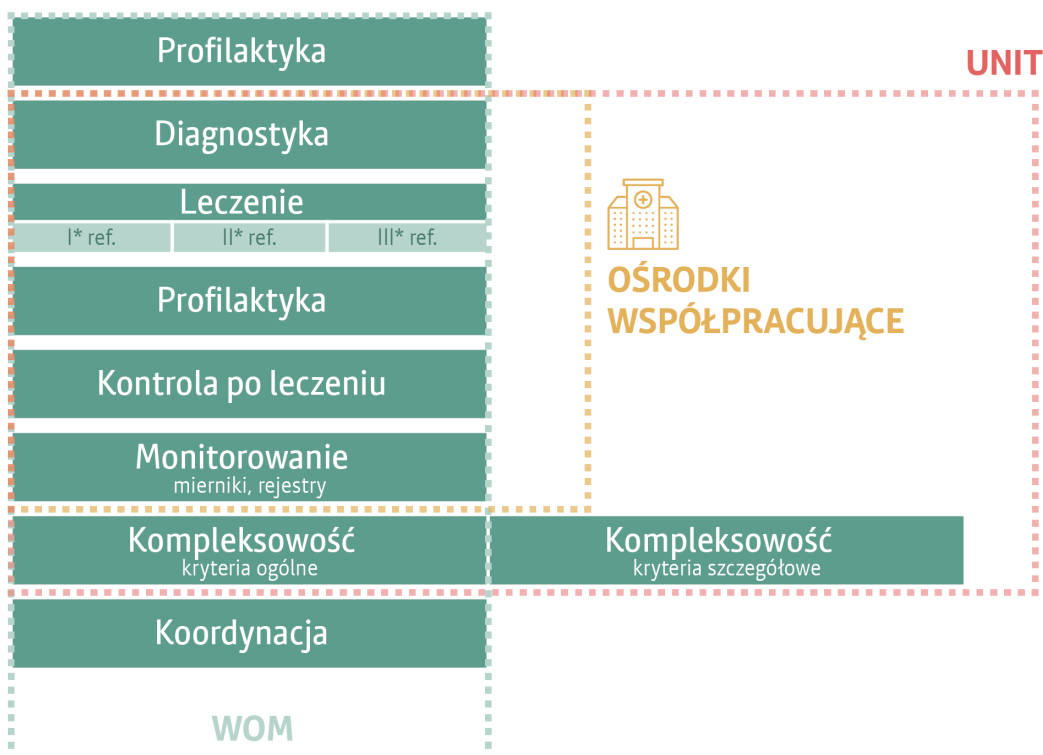 Profilaktyka
UNIT
Diagnostyka
Leczenie
I* ref.
II* ref.
III* ref.
Profilaktyka
OŚRODKI
WSPÓŁPRACUJĄCE
Kontrola po leczeniu
Monitorowanie
mierniki, rejestry
Kompleksowość
kryteria ogólne
Kompleksowość
kryteria szczegółowe
Koordynacja
WOM